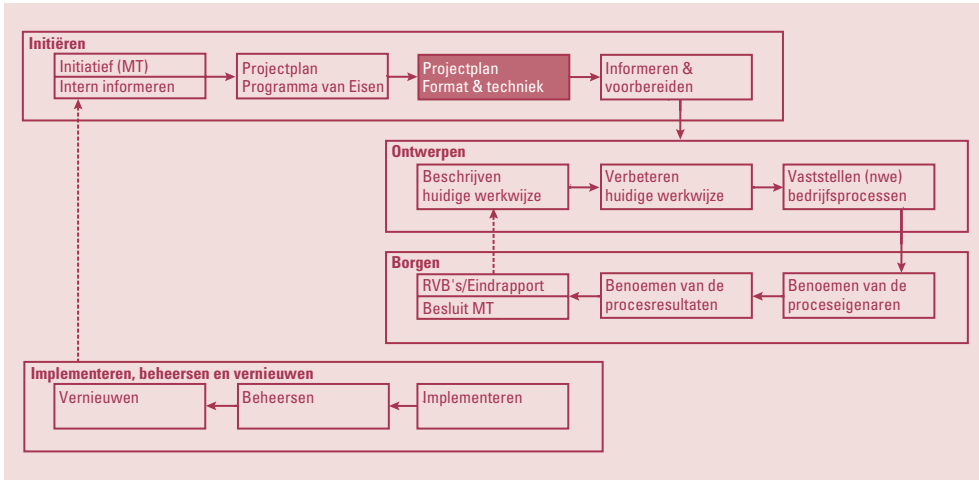 Initiëren
Initiatief (MT)
Intern informeren
Projectplan
Programma van Eisen
Projectplan
Format & techniek
Informeren &
voorbereiden
Ontwerpen
Beschrijven
huidige werkwijze
Verbeteren
huidige werkwijze
Vaststellen (nwe)
bedrijfsprocessen
Borgen
RVB's/Eindrapport
Besluit MT
Benoemen van de
procesresultaten
Benoemen van de
proceseigenaren
Implementeren, beheersen en vernieuwen
Vernieuwen
Beheersen
Implementeren